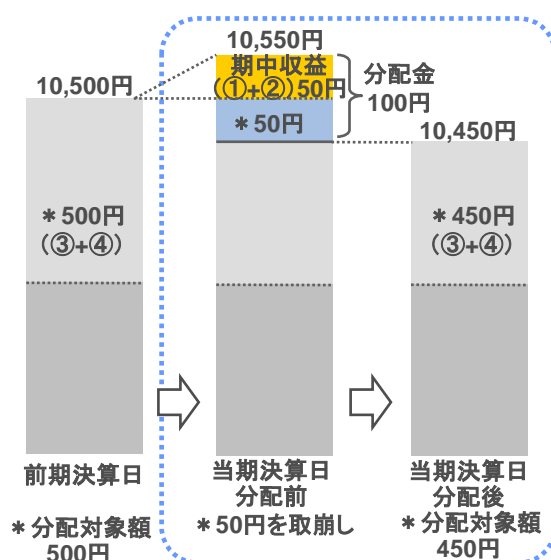 10,500円
10,550円
期中収益
(①+②)50円
＊50円
分配金
100円
10,450円
＊500円
(③+④)
＊450円
(③+④)
前期決算日
＊分配対象額
500円
当期決算日
分配前
＊50円を取崩し
当期決算日
分配後
＊分配対象額
450円